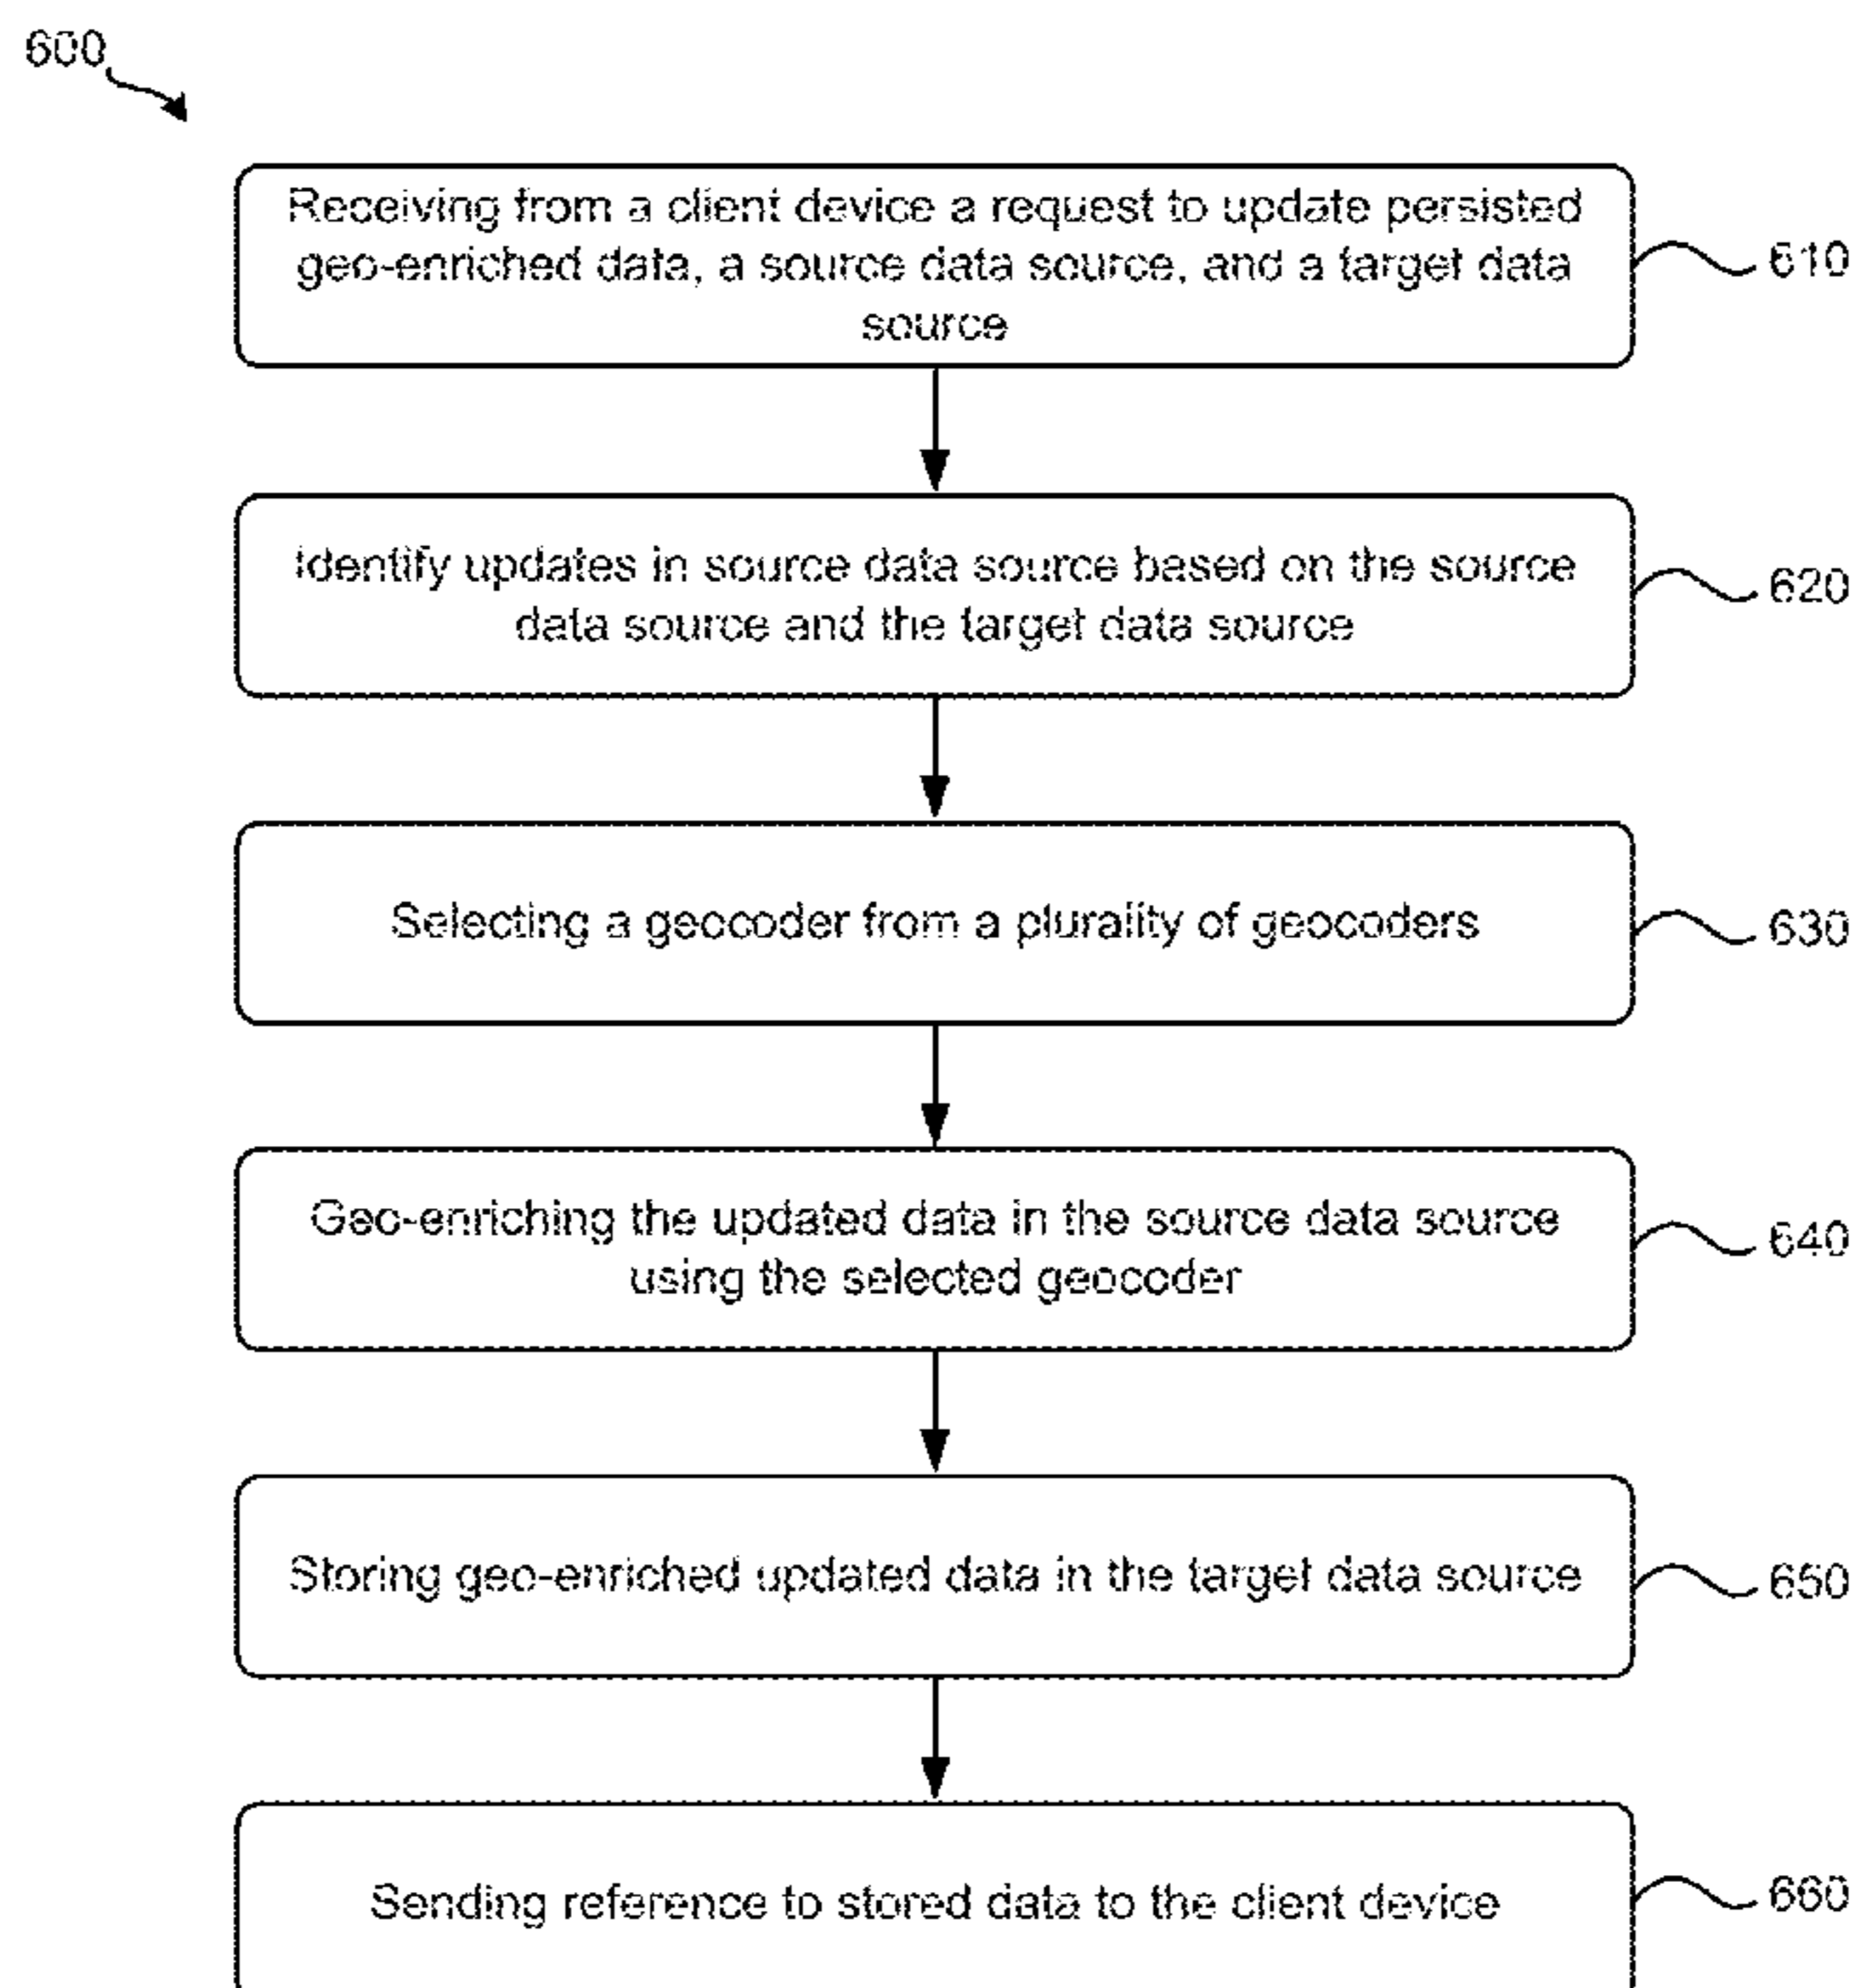 600
Receiving from a client device a request to update persisted
geo-enriched data, a source data source, and a target data
source
610
Identify updates in source data source based on the source
data source and the target data source
620
Selecting a geocoder from a plurality of geocoders
630
Geo-enriching the updated data in the source data source
using the selected geocoder
640
Storing geo-enriched updated data in the target data source
650
Sending reference to stored data to the client device
660